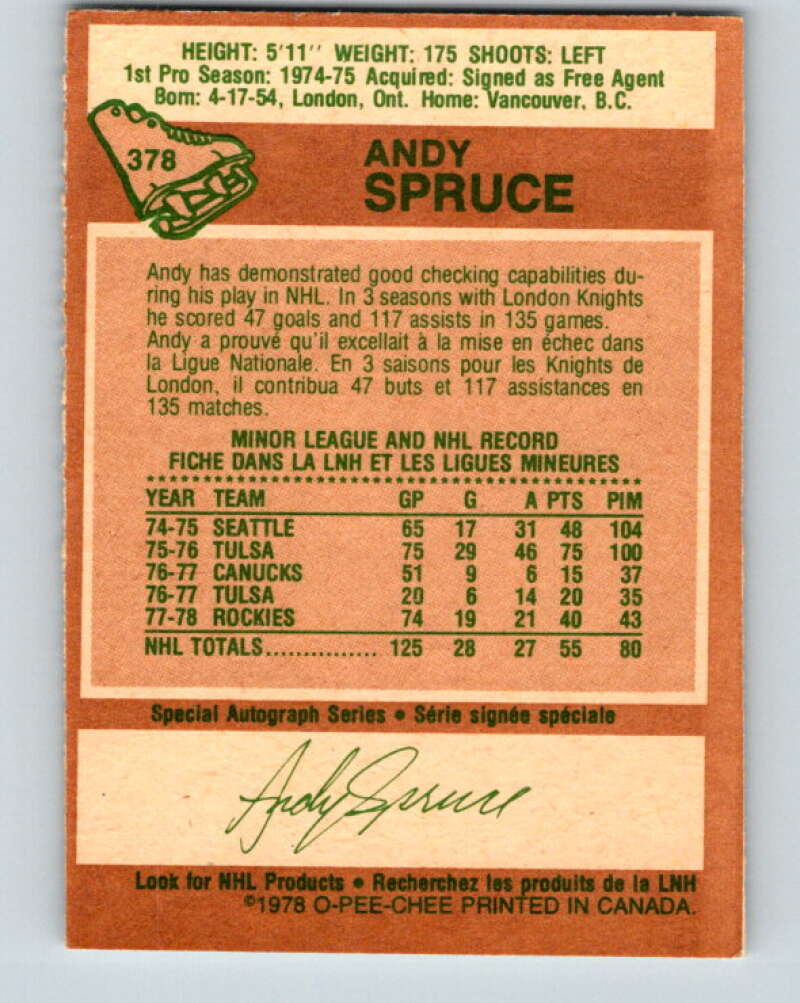 HEIGHT: 5'11'' WEIGHT: 175 SHOOTS: LEFT
1st Pro Season: 1974-75 Acquired: Signed as Free Agent
Born: 4-17-54, London, Ont. Home: Vancouver, B.C.
378
ANDY
SPRUCE
Andy has demonstrated good checking capabilities du-
ring his play in NHL. In 3 seasons with London Knights
he scored 47 goals and 117 assists in 135 games.
Andy a prouvé qu'il excellait à la mise en échec dans
la Ligue Nationale. En 3 saisons pour les Knights de
London, il contribua 47 buts et 117 assistances en
135 matches.
MINOR LEAGUE AND NHL RECORD
FICHE DANS LA LNH ET LES LIGUES MINEURES
YEAR TEAM GP G A PTS PIM
74-75 SEATTLE 65 17 31 48 104
75-76 TULSA 75 29 46 75 100
76-77 CANUCKS 51 9 6 15 37
76-77 TULSA 20 6 14 20 35
77-78 ROCKIES 74 19 21 40 43
NHL TOTALS............... 125 28 27 55 80
Special Autograph Series • Série signée spéciale
Andy Spruce
Look for NHL Products • Recherchez les produits de la LNH
©1978 O-PEE-CHEE PRINTED IN CANADA.